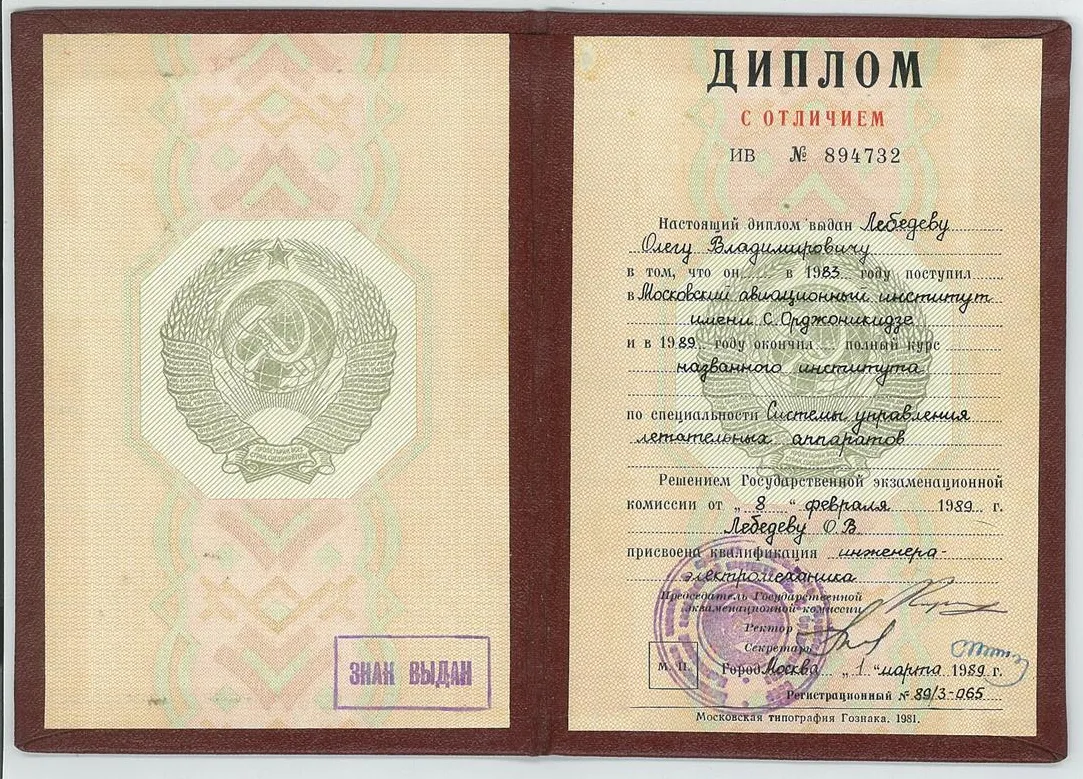 ЗНАК ВЫДАН
ДИПЛОМ
С ОТЛИЧИЕМ
ИВ № 894732
Настоящий диплом выдан Лебедеву
Олегу Владимировичу
в том, что он в 1983 году поступил
в Московский авиационный институт
имени С. Орджоникидзе
и в 1989 году окончил полный курс
названного института
по специальности Системы управления
летательных аппаратов
Решением Государственной экзаменационной
комиссии от „ 8 “ февраля 1989 г.
Лебедеву О.В.
присвоена квалификация инженера-
электромеханика
Председатель Государственной
экзаменационной комиссии
Ректор
Секретарь
М. П.
Город Москва „ 1 “ марта 1989 г.
Регистрационный № 89/3-065
Московская типография Гознака. 1981.